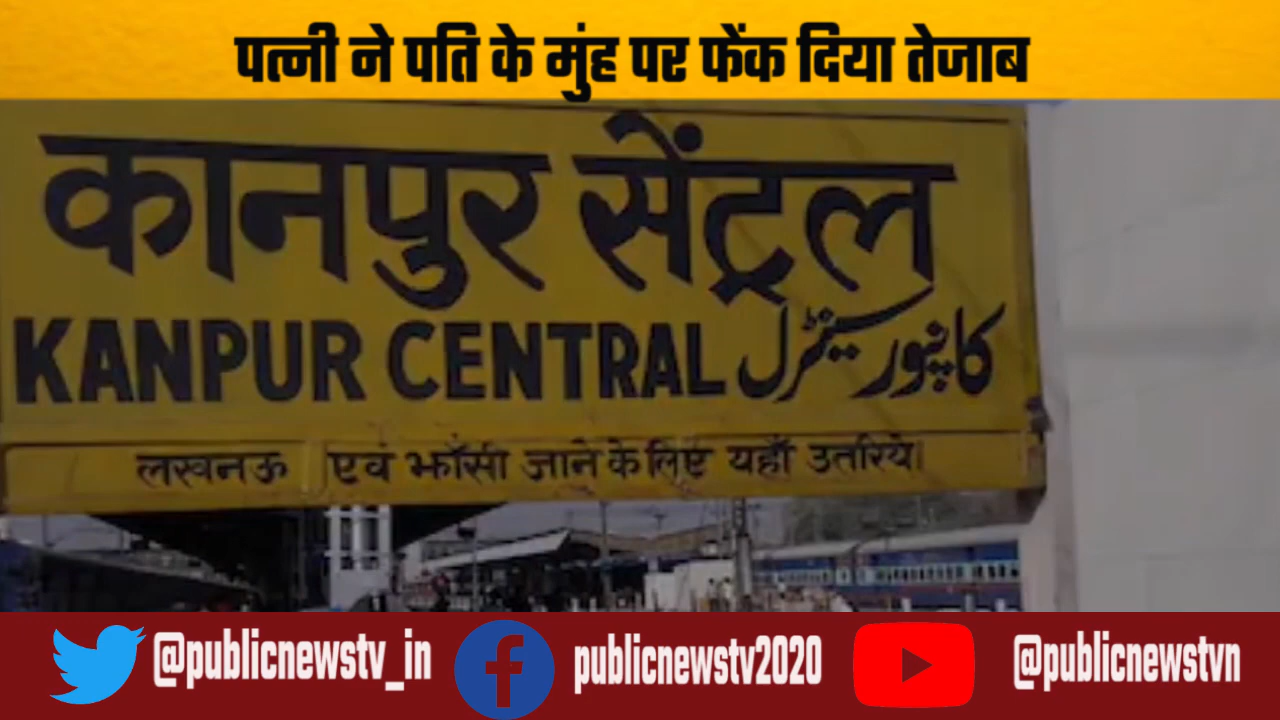 पत्नी ने पति के मुंह पर फेंक दिया तेजाब
कानपुर सेंट्रल
KANPUR CENTRAL کانپور سینٹرل
लखनऊ एवं झाँसी जाने के लिए यहाँ उतरिये।
@publicnewstv_in publicnewstv2020 @publicnewstvn